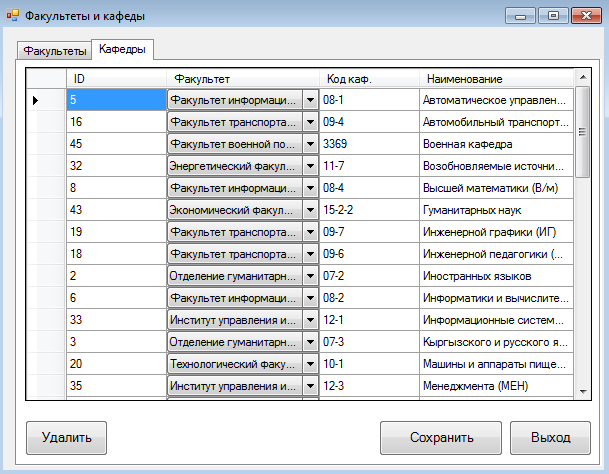 Факультеты и кафеды
Факультеты Кафедры
ID Факультет Код каф. Наименование
5 Факультет информаци... 08-1 Автоматическое управлен...
16 Факультет транспорта... 09-4 Автомобильный транспорт...
45 Факультет военной по... 3369 Военная кафедра
32 Энергетический факул... 11-7 Возобновляемые источни...
8 Факультет информаци... 08-4 Высшей математики (В/м)
43 Экономический факул... 15-2-2 Гуманитарных наук
19 Факультет транспорта... 09-7 Инженерной графики (ИГ)
18 Факультет транспорта... 09-6 Инженерной педагогики (...
2 Отделение гуманитарн... 07-2 Иностранных языков
6 Факультет информаци... 08-2 Информатики и вычислите...
33 Институт управления и... 12-1 Информационные систем...
3 Отделение гуманитарн... 07-3 Кыргызского и русского я...
20 Технологический факу... 10-1 Машины и аппараты пище...
35 Институт управления и... 12-3 Менеджмента (МЕН)
Удалить Сохранить Выход